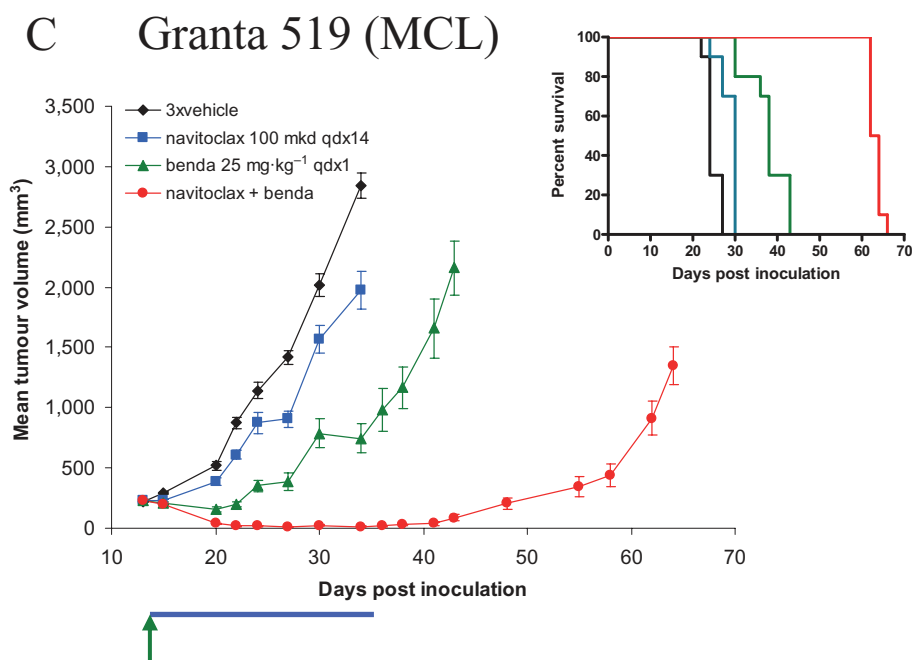 C Granta 519 (MCL)
3xvehicle
navitoclax 100 mkd qdx14
benda 25 mg·kg⁻¹ qdx1
navitoclax + benda
Mean tumour volume (mm³)
3,500
3,000
2,500
2,000
1,500
1,000
500
0
10 20 30 40 50 60 70
Days post inoculation
Percent survival
100
80
60
40
20
0
0 10 20 30 40 50 60 70
Days post inoculation